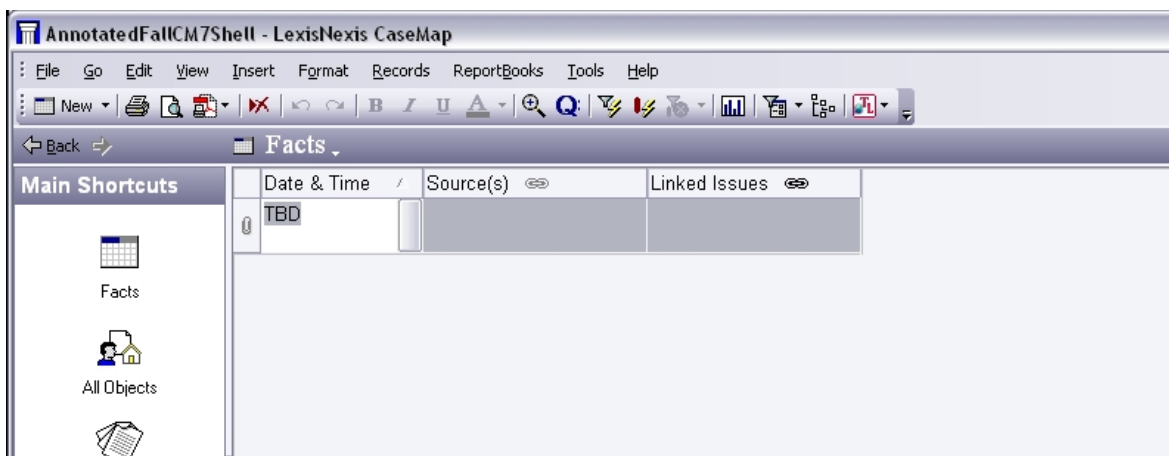 AnnotatedFallCM7Shell - LexisNexis CaseMap
File Go Edit View Insert Format Records ReportBooks Tools Help
New B I U A Q
Back Facts
Main Shortcuts Date & Time Source(s) Linked Issues
TBD
Facts
All Objects